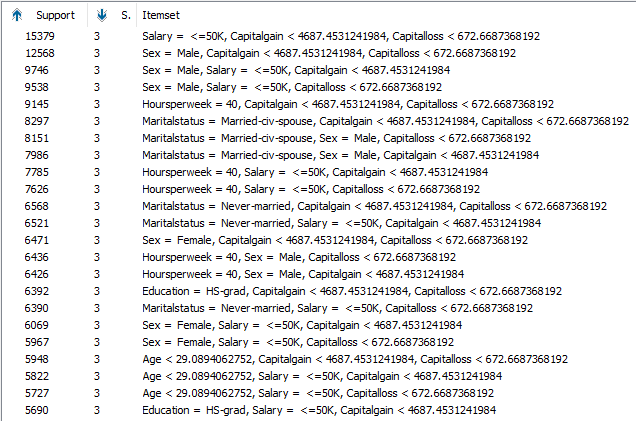 Support S. Itemset
15379 3 Salary = <=50K, Capitalgain < 4687.4531241984, Capitalloss < 672.6687368192
12568 3 Sex = Male, Capitalgain < 4687.4531241984, Capitalloss < 672.6687368192
9746 3 Sex = Male, Salary = <=50K, Capitalgain < 4687.4531241984
9538 3 Sex = Male, Salary = <=50K, Capitalloss < 672.6687368192
9145 3 Hoursperweek = 40, Capitalgain < 4687.4531241984, Capitalloss < 672.6687368192
8297 3 Maritalstatus = Married-civ-spouse, Capitalgain < 4687.4531241984, Capitalloss < 672.6687368192
8151 3 Maritalstatus = Married-civ-spouse, Sex = Male, Capitalloss < 672.6687368192
7986 3 Maritalstatus = Married-civ-spouse, Sex = Male, Capitalgain < 4687.4531241984
7785 3 Hoursperweek = 40, Salary = <=50K, Capitalgain < 4687.4531241984
7626 3 Hoursperweek = 40, Salary = <=50K, Capitalloss < 672.6687368192
6568 3 Maritalstatus = Never-married, Capitalgain < 4687.4531241984, Capitalloss < 672.6687368192
6521 3 Maritalstatus = Never-married, Salary = <=50K, Capitalgain < 4687.4531241984
6471 3 Sex = Female, Capitalgain < 4687.4531241984, Capitalloss < 672.6687368192
6436 3 Hoursperweek = 40, Sex = Male, Capitalloss < 672.6687368192
6426 3 Hoursperweek = 40, Sex = Male, Capitalgain < 4687.4531241984
6392 3 Education = HS-grad, Capitalgain < 4687.4531241984, Capitalloss < 672.6687368192
6390 3 Maritalstatus = Never-married, Salary = <=50K, Capitalloss < 672.6687368192
6069 3 Sex = Female, Salary = <=50K, Capitalgain < 4687.4531241984
5967 3 Sex = Female, Salary = <=50K, Capitalloss < 672.6687368192
5948 3 Age < 29.0894062752, Capitalgain < 4687.4531241984, Capitalloss < 672.6687368192
5822 3 Age < 29.0894062752, Salary = <=50K, Capitalgain < 4687.4531241984
5727 3 Age < 29.0894062752, Salary = <=50K, Capitalloss < 672.6687368192
5690 3 Education = HS-grad, Salary = <=50K, Capitalgain < 4687.4531241984